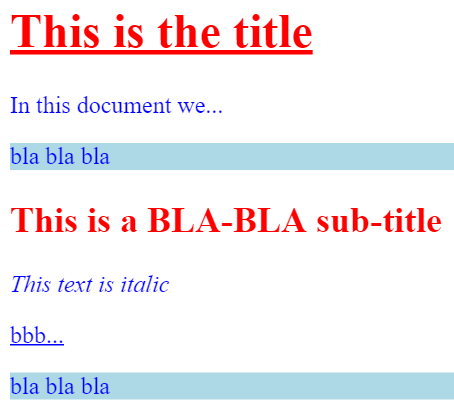 This is the title
In this document we...
bla bla bla
This is a BLA-BLA sub-title
This text is italic
bbb...
bla bla bla